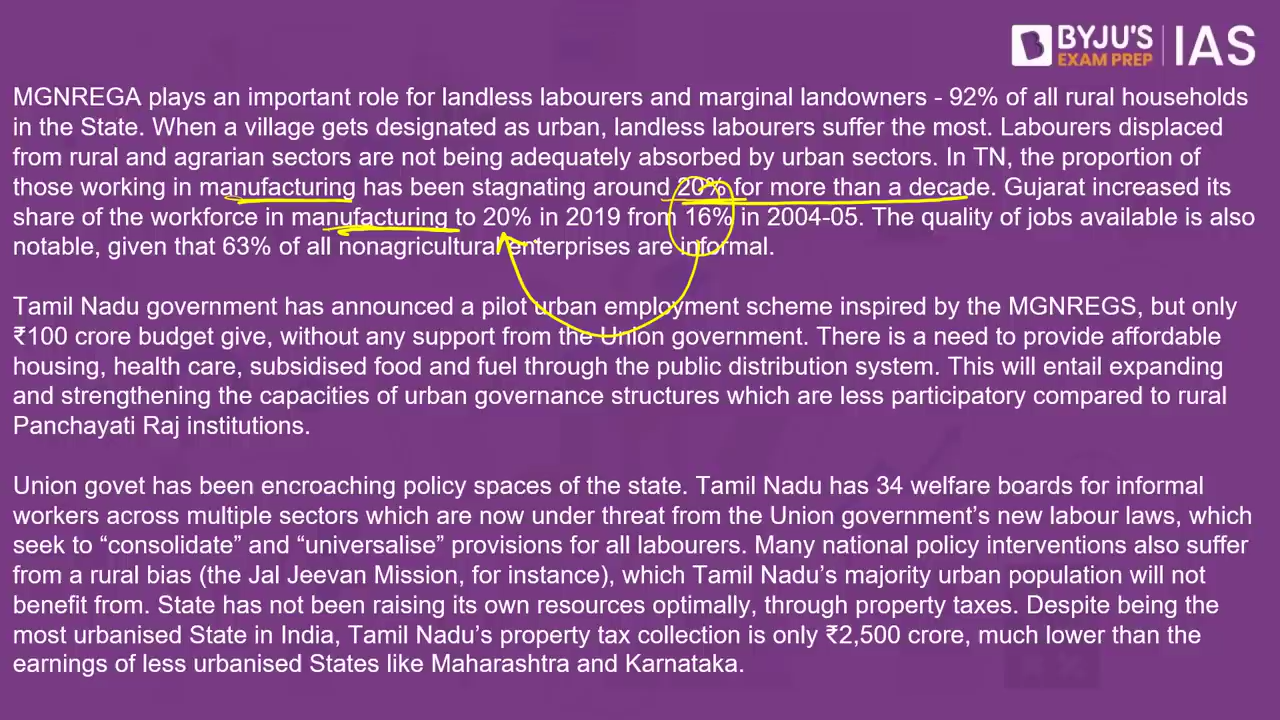 BYJU'S
EXAM PREP
IAS
MGNREGA plays an important role for landless labourers and marginal landowners - 92% of all rural households
in the State. When a village gets designated as urban, landless labourers suffer the most. Labourers displaced
from rural and agrarian sectors are not being adequately absorbed by urban sectors. In TN, the proportion of
those working in manufacturing has been stagnating around 20% for more than a decade. Gujarat increased its
share of the workforce in manufacturing to 20% in 2019 from 16% in 2004-05. The quality of jobs available is also
notable, given that 63% of all nonagricultural enterprises are informal.
Tamil Nadu government has announced a pilot urban employment scheme inspired by the MGNREGS, but only
₹100 crore budget give, without any support from the Union government. There is a need to provide affordable
housing, health care, subsidised food and fuel through the public distribution system. This will entail expanding
and strengthening the capacities of urban governance structures which are less participatory compared to rural
Panchayati Raj institutions.
Union govet has been encroaching policy spaces of the state. Tamil Nadu has 34 welfare boards for informal
workers across multiple sectors which are now under threat from the Union government’s new labour laws, which
seek to “consolidate” and “universalise” provisions for all labourers. Many national policy interventions also suffer
from a rural bias (the Jal Jeevan Mission, for instance), which Tamil Nadu’s majority urban population will not
benefit from. State has not been raising its own resources optimally, through property taxes. Despite being the
most urbanised State in India, Tamil Nadu’s property tax collection is only ₹2,500 crore, much lower than the
earnings of less urbanised States like Maharashtra and Karnataka.